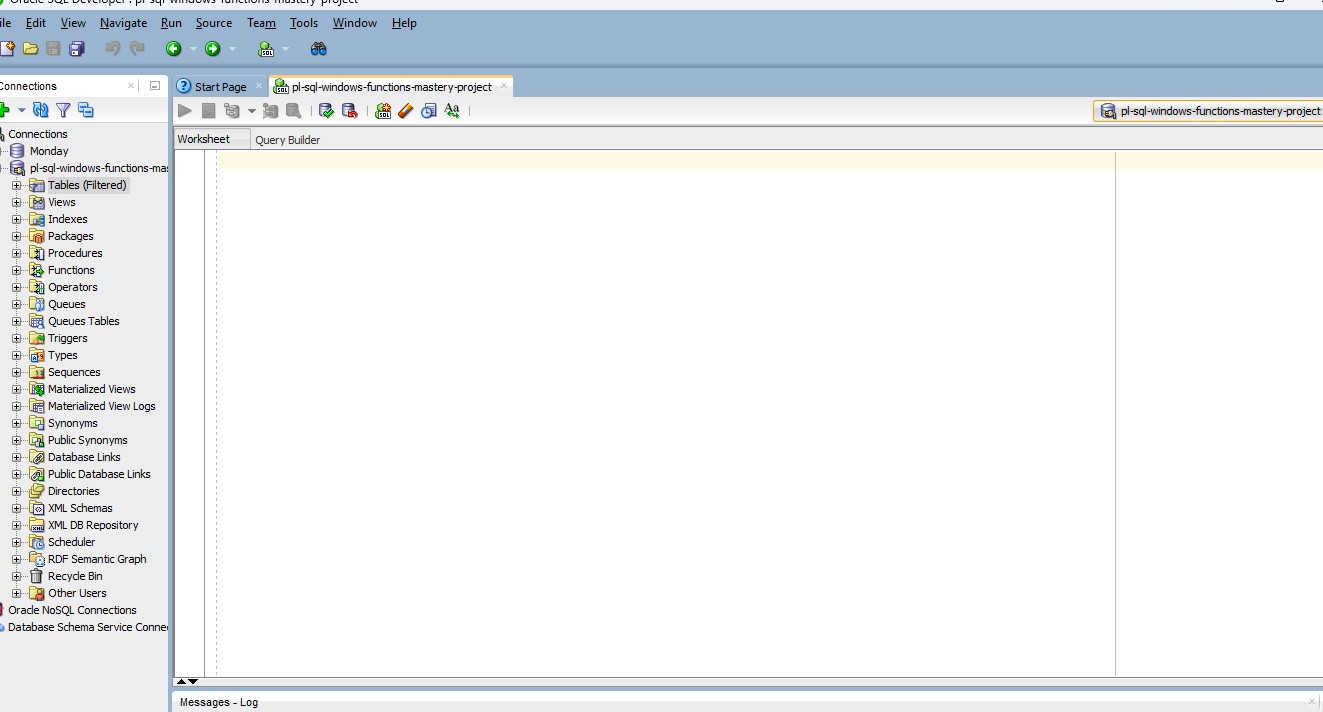 Oracle SQL Developer : pl-sql-windows-functions-mastery-project
ile Edit View Navigate Run Source Team Tools Window Help
Connections
Start Page
pl-sql-windows-functions-mastery-project
pl-sql-windows-functions-mastery-project
Worksheet Query Builder
Connections
Monday
pl-sql-windows-functions-mas
Tables (Filtered)
Views
Indexes
Packages
Procedures
Functions
Operators
Queues
Queues Tables
Triggers
Types
Sequences
Materialized Views
Materialized View Logs
Synonyms
Public Synonyms
Database Links
Public Database Links
Directories
XML Schemas
XML DB Repository
Scheduler
RDF Semantic Graph
Recycle Bin
Other Users
Oracle NoSQL Connections
Database Schema Service Conne
Messages - Log